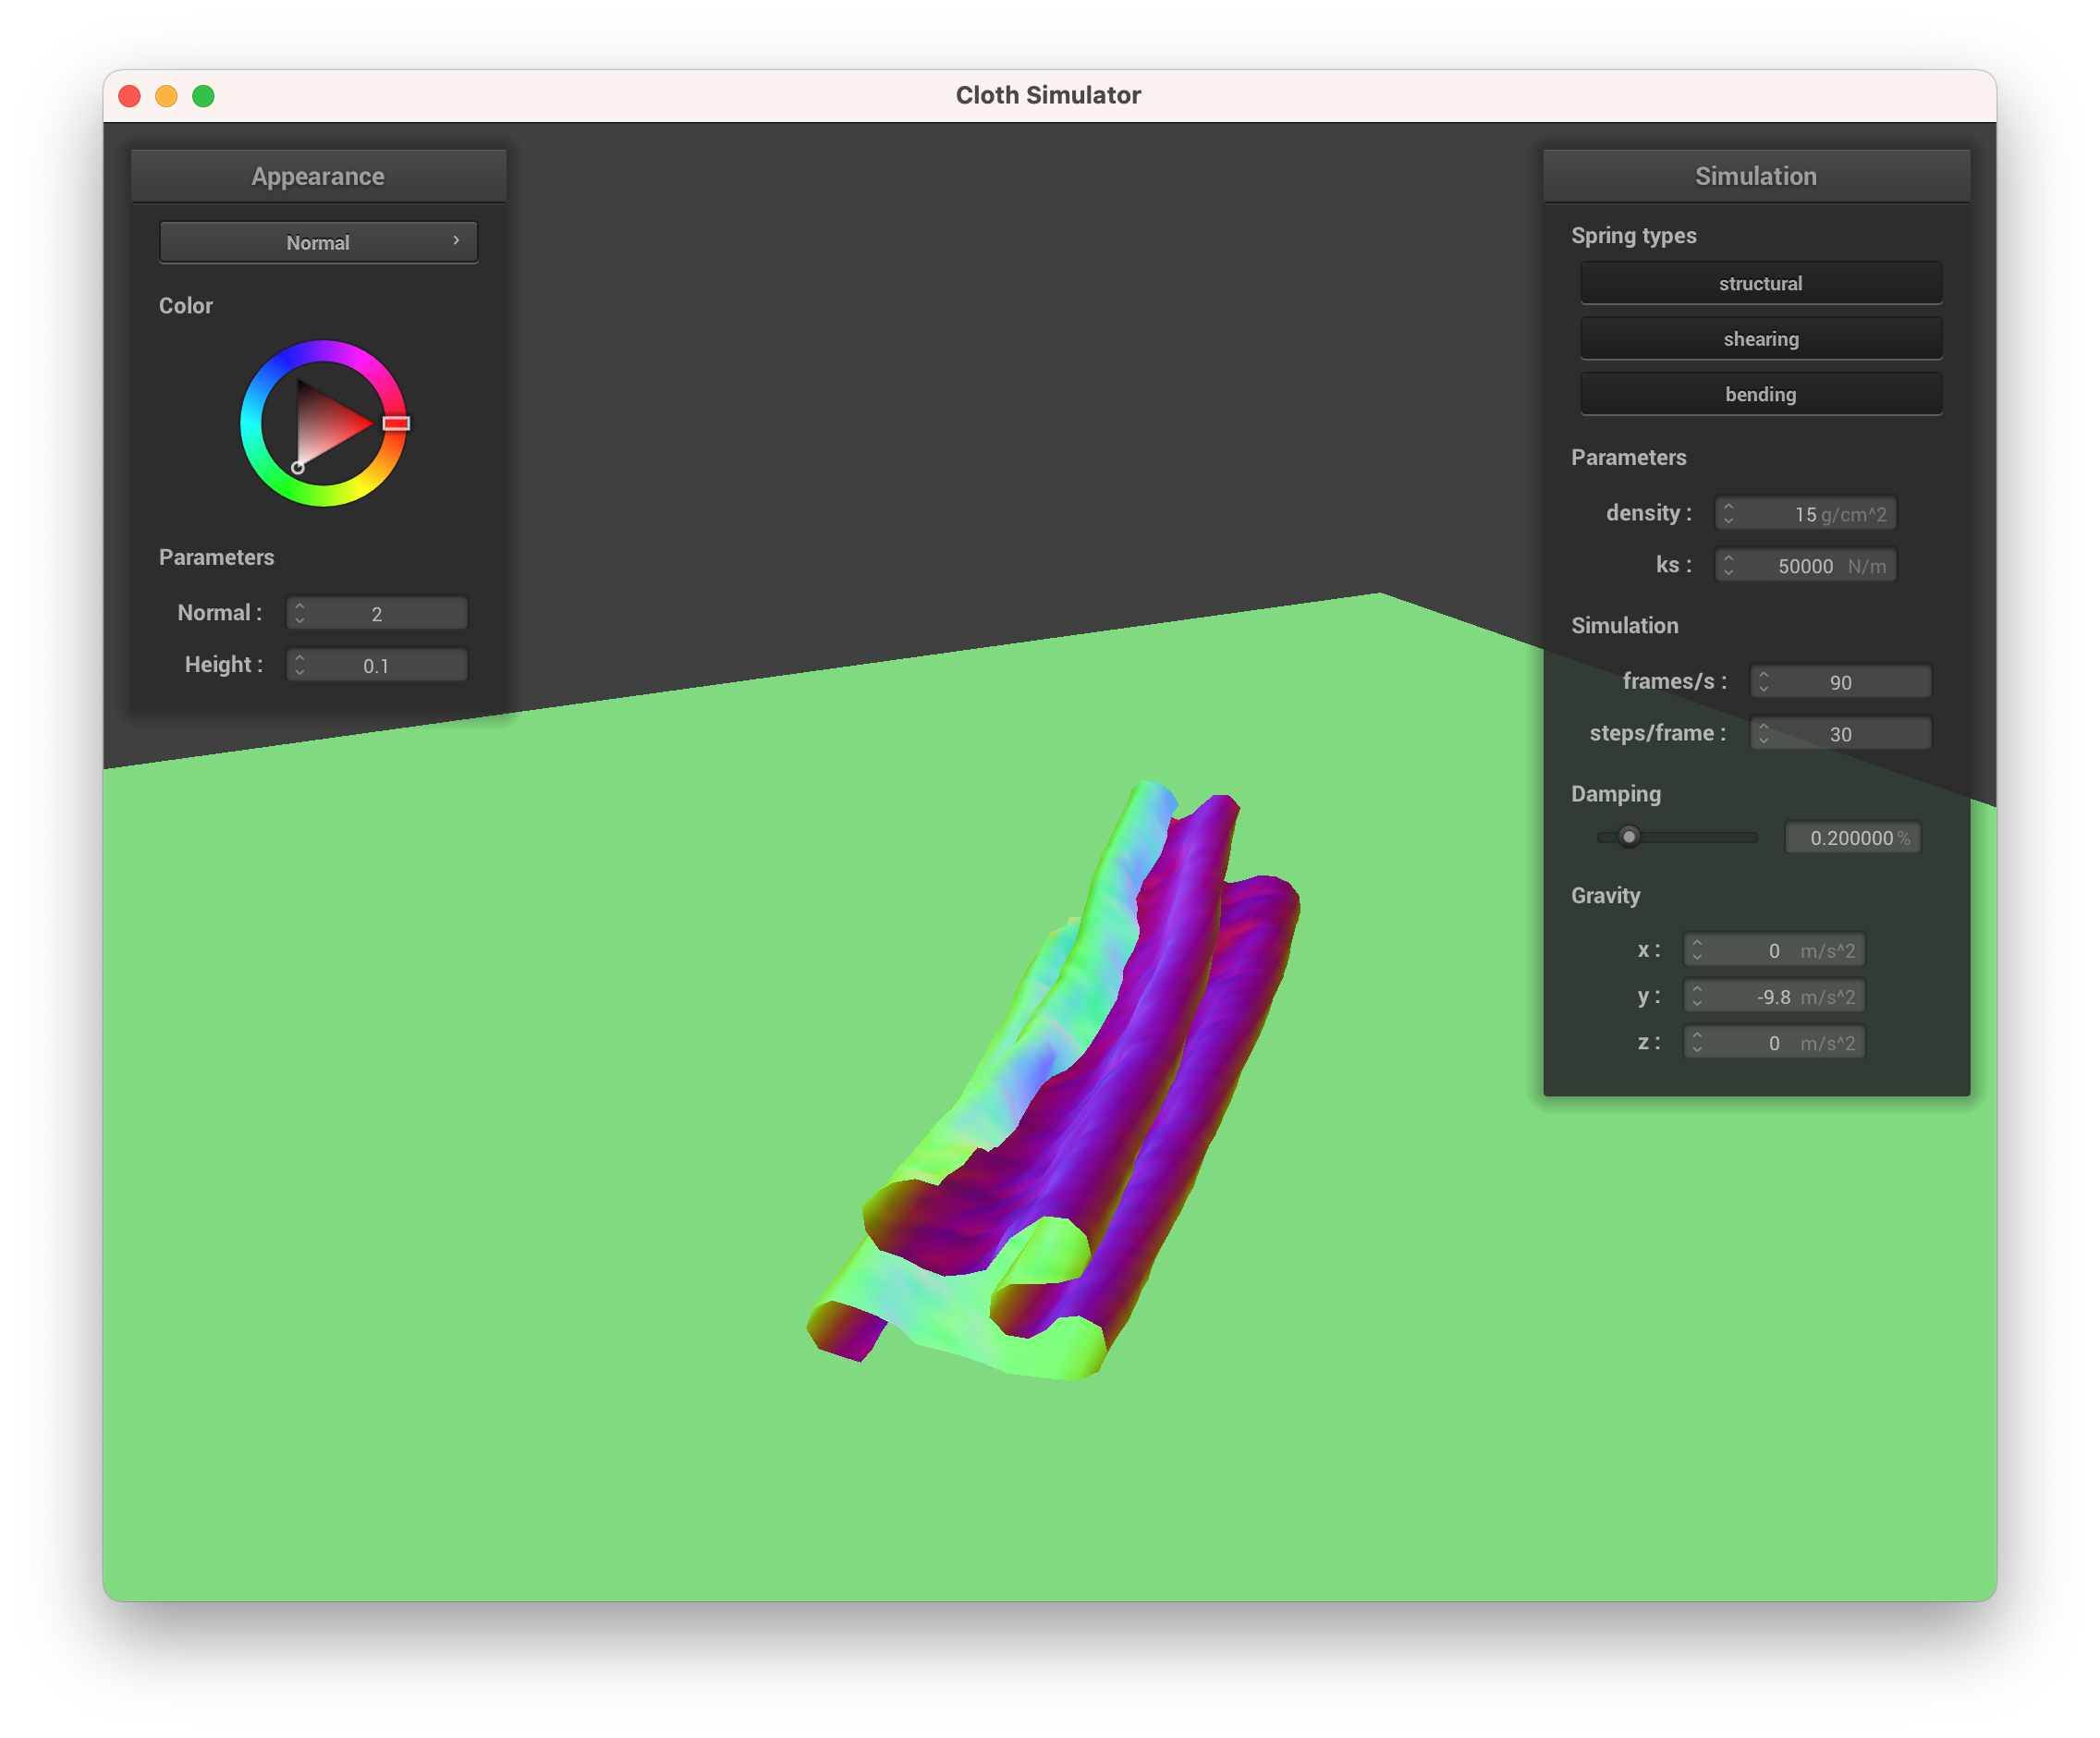 Cloth Simulator
Appearance
Normal
Color
Parameters
Normal : 2
Height : 0.1
Simulation
Spring types
structural
shearing
bending
Parameters
density : 15 g/cm^2
ks : 50000 N/m
Simulation
frames/s : 90
steps/frame : 30
Damping
0.200000 %
Gravity
x : 0 m/s^2
y : -9.8 m/s^2
z : 0 m/s^2